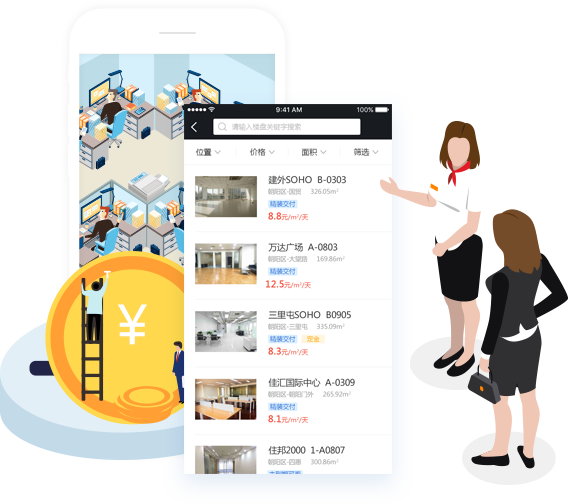 9:41 AM 100%
请输入楼盘关键字搜索
位置 价格 面积 筛选
建外SOHO B-0303
朝阳区-国贸 326.05m²
精装交付
8.8元/m²/天
万达广场 A-0803
朝阳区-大望路 169.86m²
精装交付
12.5元/m²/天
三里屯SOHO B0905
朝阳区-三里屯 335.09m²
精装交付
8.3元/m²/天
佳汇国际中心 A-0309
朝阳区-朝阳门外 265.92m²
精装交付
8.1元/m²/天
佳邦2000 1-A0807
朝阳区-四惠 300.86m²
¥